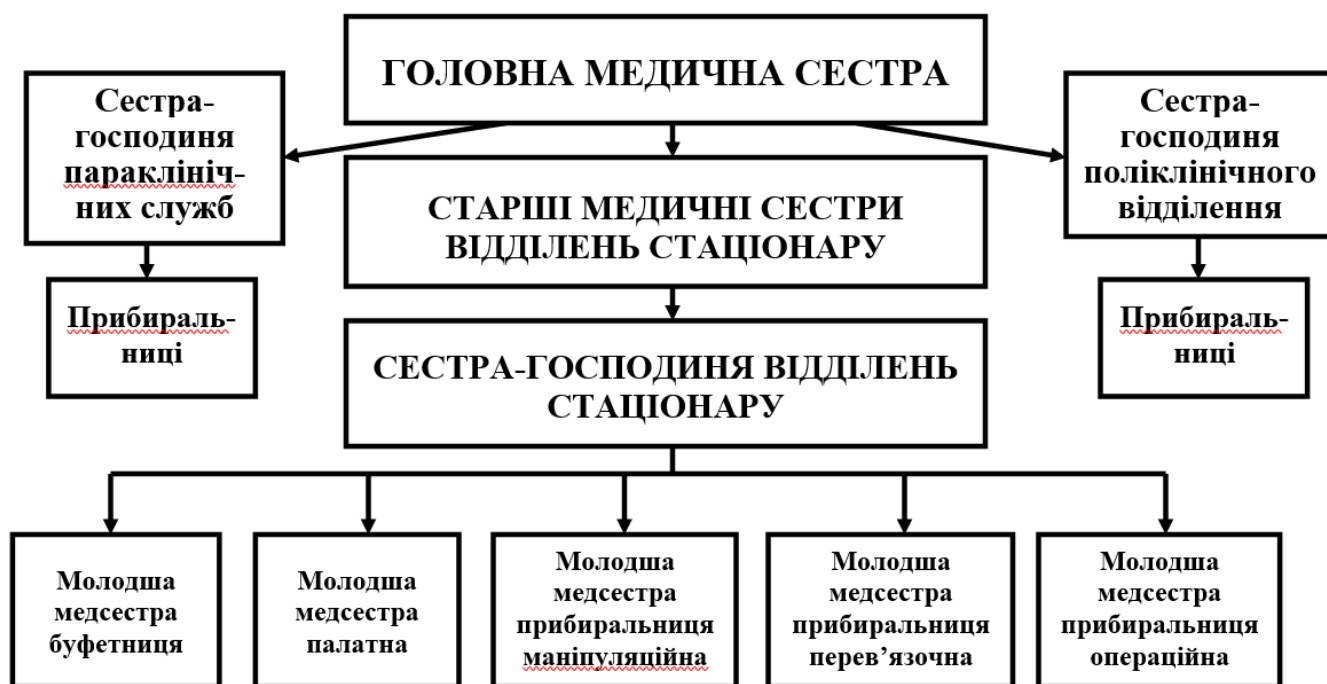 ГОЛОВНА МЕДИЧНА СЕСТРА
Сестра-
господиня
параклініч-
них служб
Сестра-
господиня
поліклінічного
відділення
СТАРШІ МЕДИЧНІ СЕСТРИ
ВІДДІЛЕНЬ СТАЦІОНАРУ
Прибираль-
ниці
Прибираль-
ниці
СЕСТРА-ГОСПОДИНЯ ВІДДІЛЕНЬ
СТАЦІОНАРУ
Молодша
медсестра
буфетниця
Молодша
медсестра
палатна
Молодша
медсестра
прибиральниця
маніпуляційна
Молодша
медсестра
прибиральниця
перев’язочна
Молодша
медсестра
прибиральниця
операційна